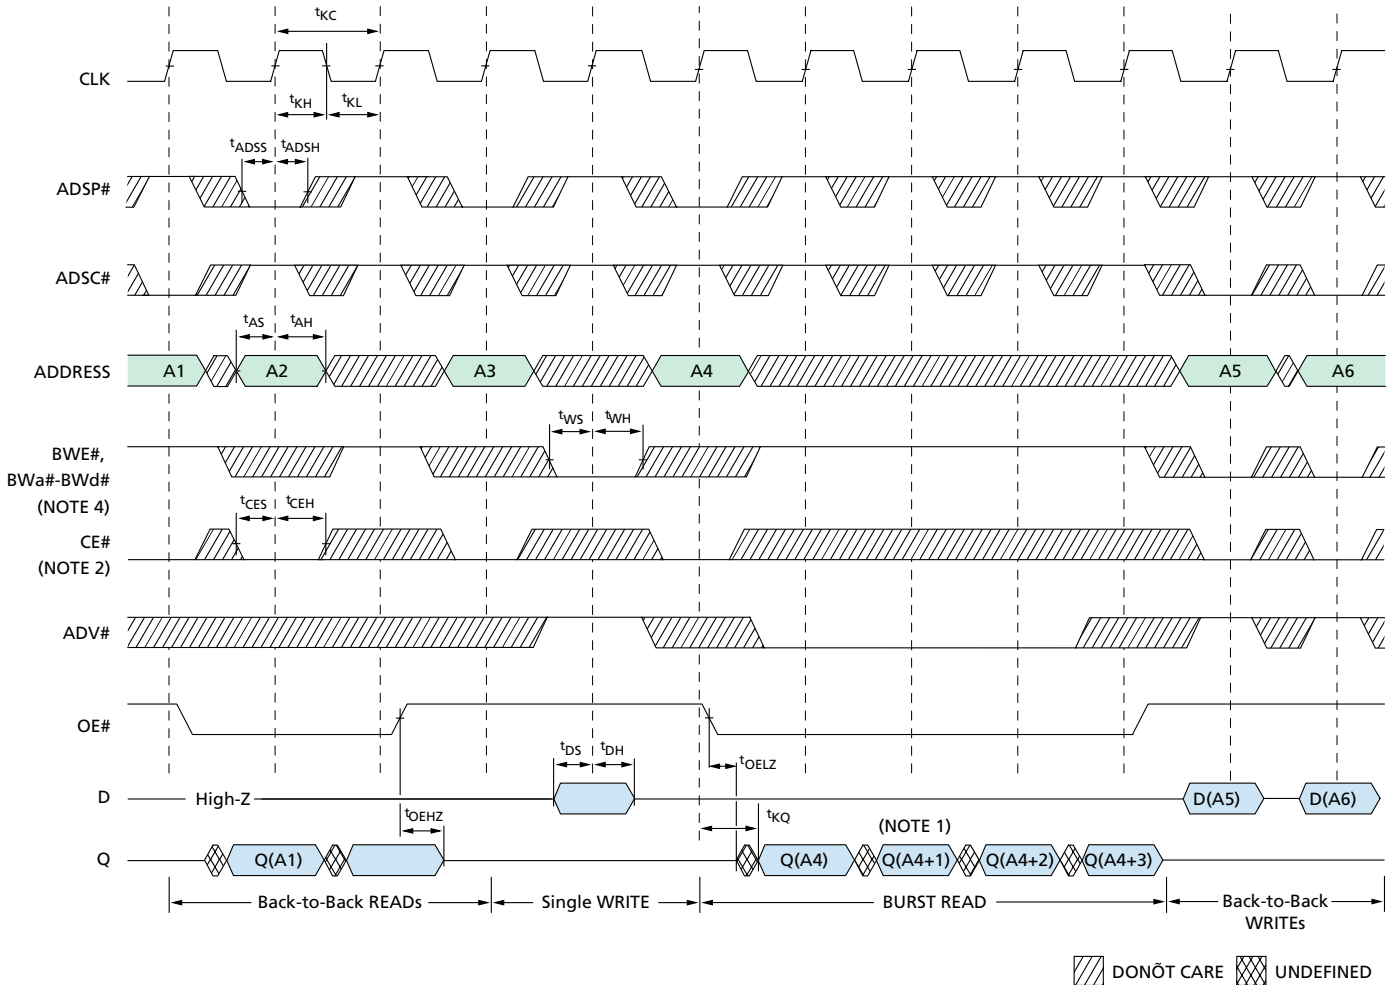 tKC
CLK
tKH
tKL
tADSS
tADSH
ADSP#
ADSC#
tAS
tAH
ADDRESS
A1
A2
A3
A4
A5
A6
tWS
tWH
BWE#,
BWa#-BWd#
(NOTE 4)
tCES
tCEH
CE#
(NOTE 2)
ADV#
OE#
tDS
tDH
tOELZ
D
High-Z
D(A5)
D(A6)
tOEHZ
tKQ
(NOTE 1)
Q
Q(A1)
Q(A4)
Q(A4+1)
Q(A4+2)
Q(A4+3)
Back-to-Back READs
Single WRITE
BURST READ
Back-to-Back
WRITEs
DONÕT CARE
UNDEFINED